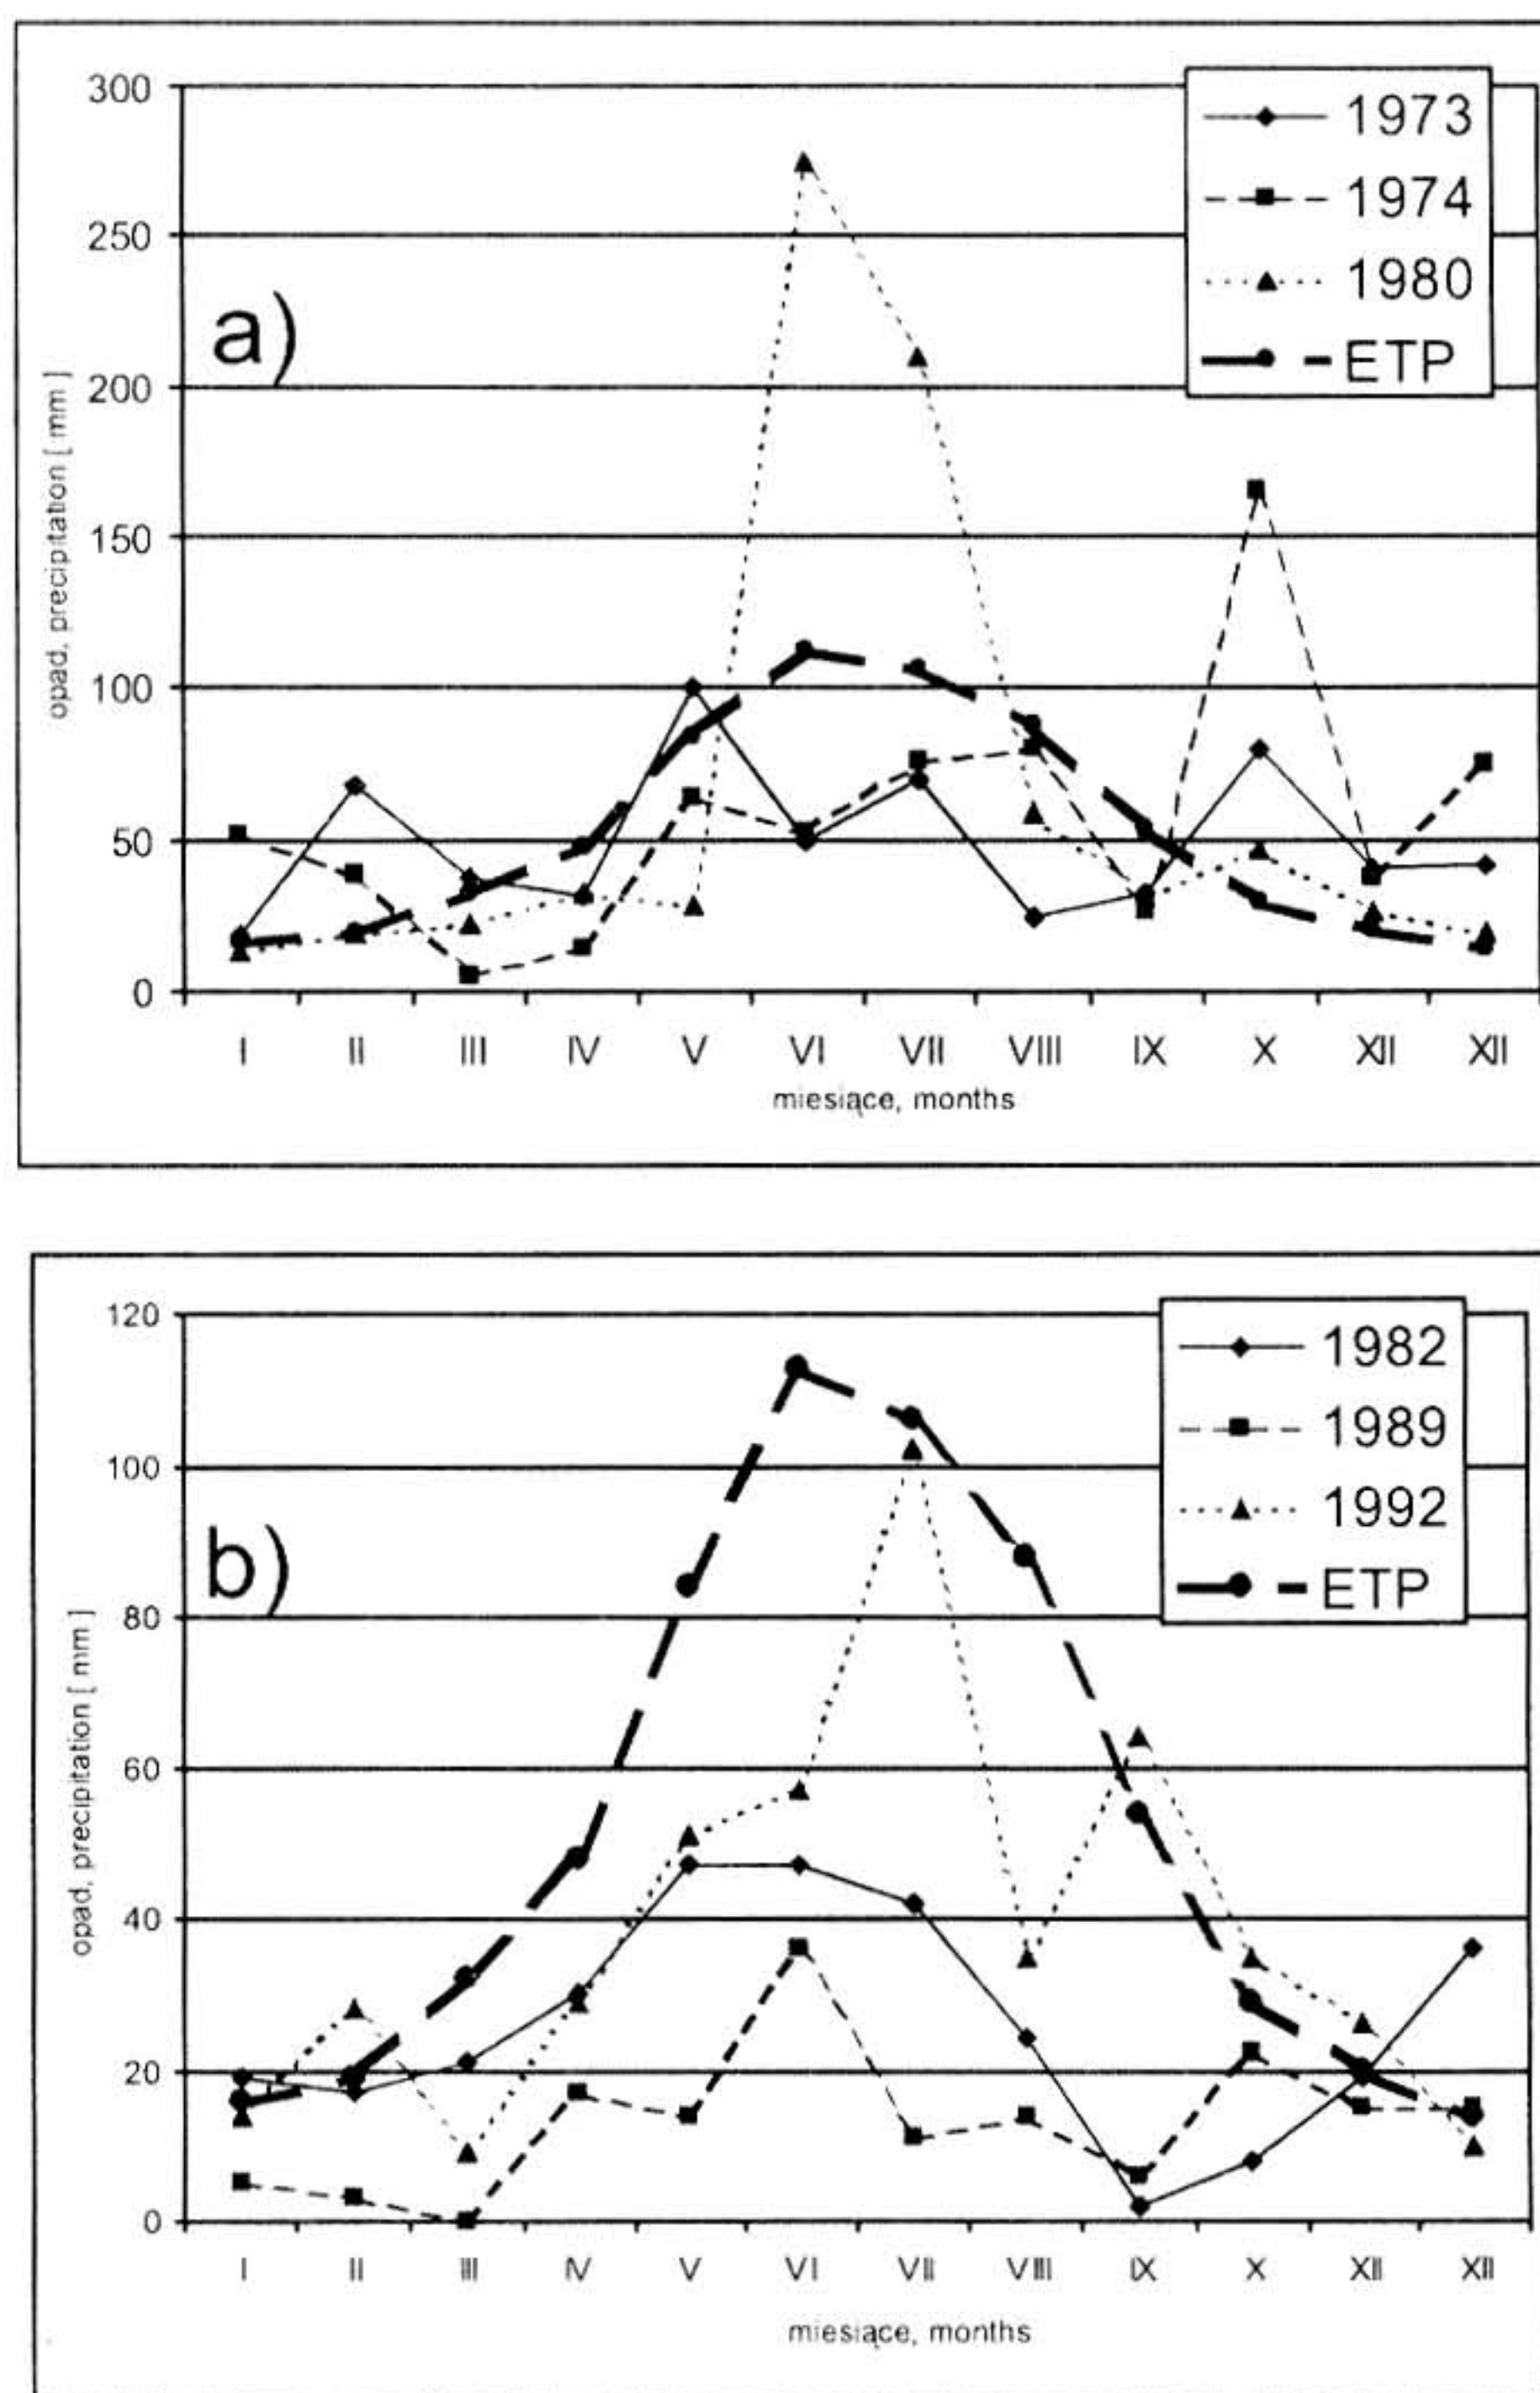 300
250
200
150
100
50
0
opad, precipitation [ mm ]
a)
1973
1974
1980
ETP
I II III IV V VI VII VIII IX X XII XII
miesiące, months
120
100
80
60
40
20
0
opad, precipitation [ mm ]
b)
1982
1989
1992
ETP
I II III IV V VI VII VIII IX X XII XII
miesiące, months